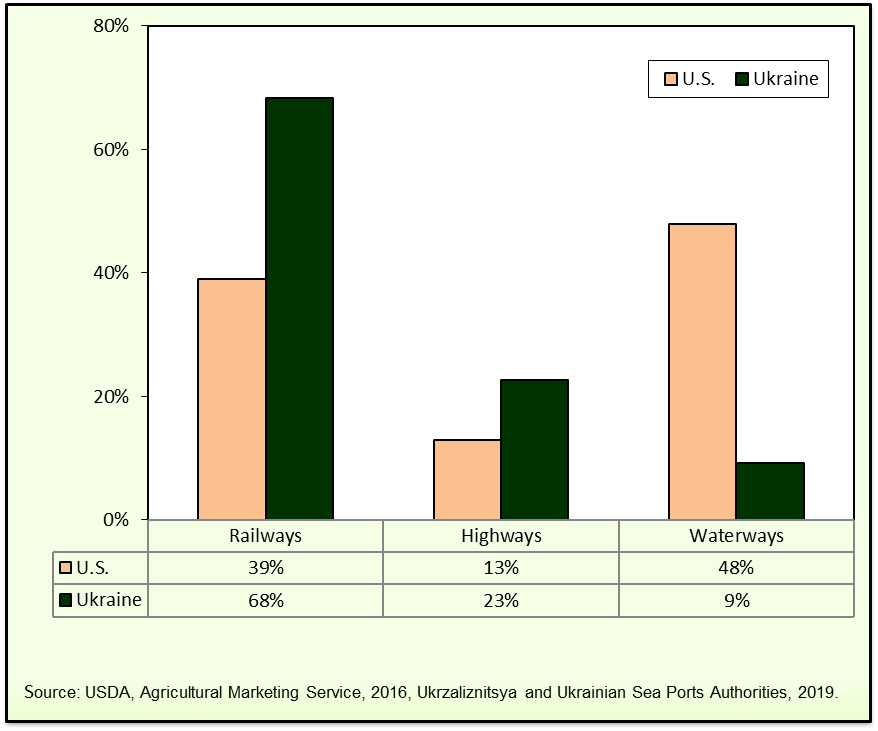 80%
U.S. Ukraine
60%
40%
20%
0%
Railways Highways Waterways
U.S. 39% 13% 48%
Ukraine 68% 23% 9%
Source: USDA, Agricultural Marketing Service, 2016, Ukrzaliznitsya and Ukrainian Sea Ports Authorities, 2019.